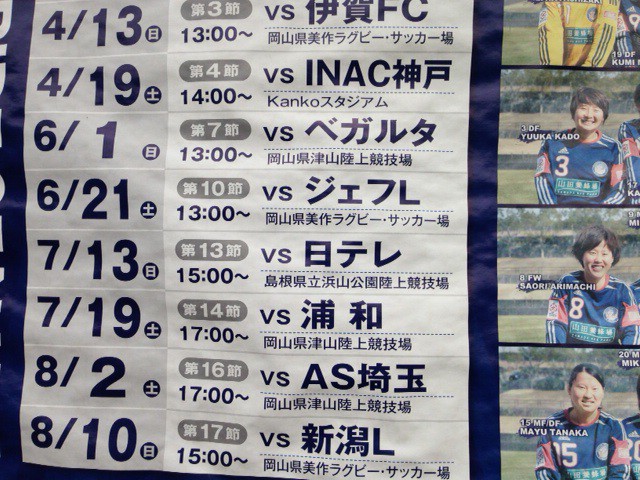 4/13日 第3節 13:00～ vs 伊賀FC
岡山県美作ラグビー・サッカー場
4/19土 第4節 14:00～ vs INAC神戸
Kankoスタジアム
6/1日 第7節 13:00～ vs ベガルタ
岡山県津山陸上競技場
6/21土 第10節 13:00～ vs ジェフL
岡山県美作ラグビー・サッカー場
7/13日 第13節 15:00～ vs 日テレ
島根県立浜山公園陸上競技場
7/19土 第14節 17:00～ vs 浦和
岡山県津山陸上競技場
8/2土 第16節 17:00～ vs AS埼玉
岡山県津山陸上競技場
8/10日 第17節 15:00～ vs 新潟L
岡山県美作ラグビー・サッカー場
19 DF
KUMI
3 DF
YUUKA KADO
3
8 FW
SAORI ARIMACHI
8
山田養蜂場
20
15 MF/DF
MAYU TANAKA